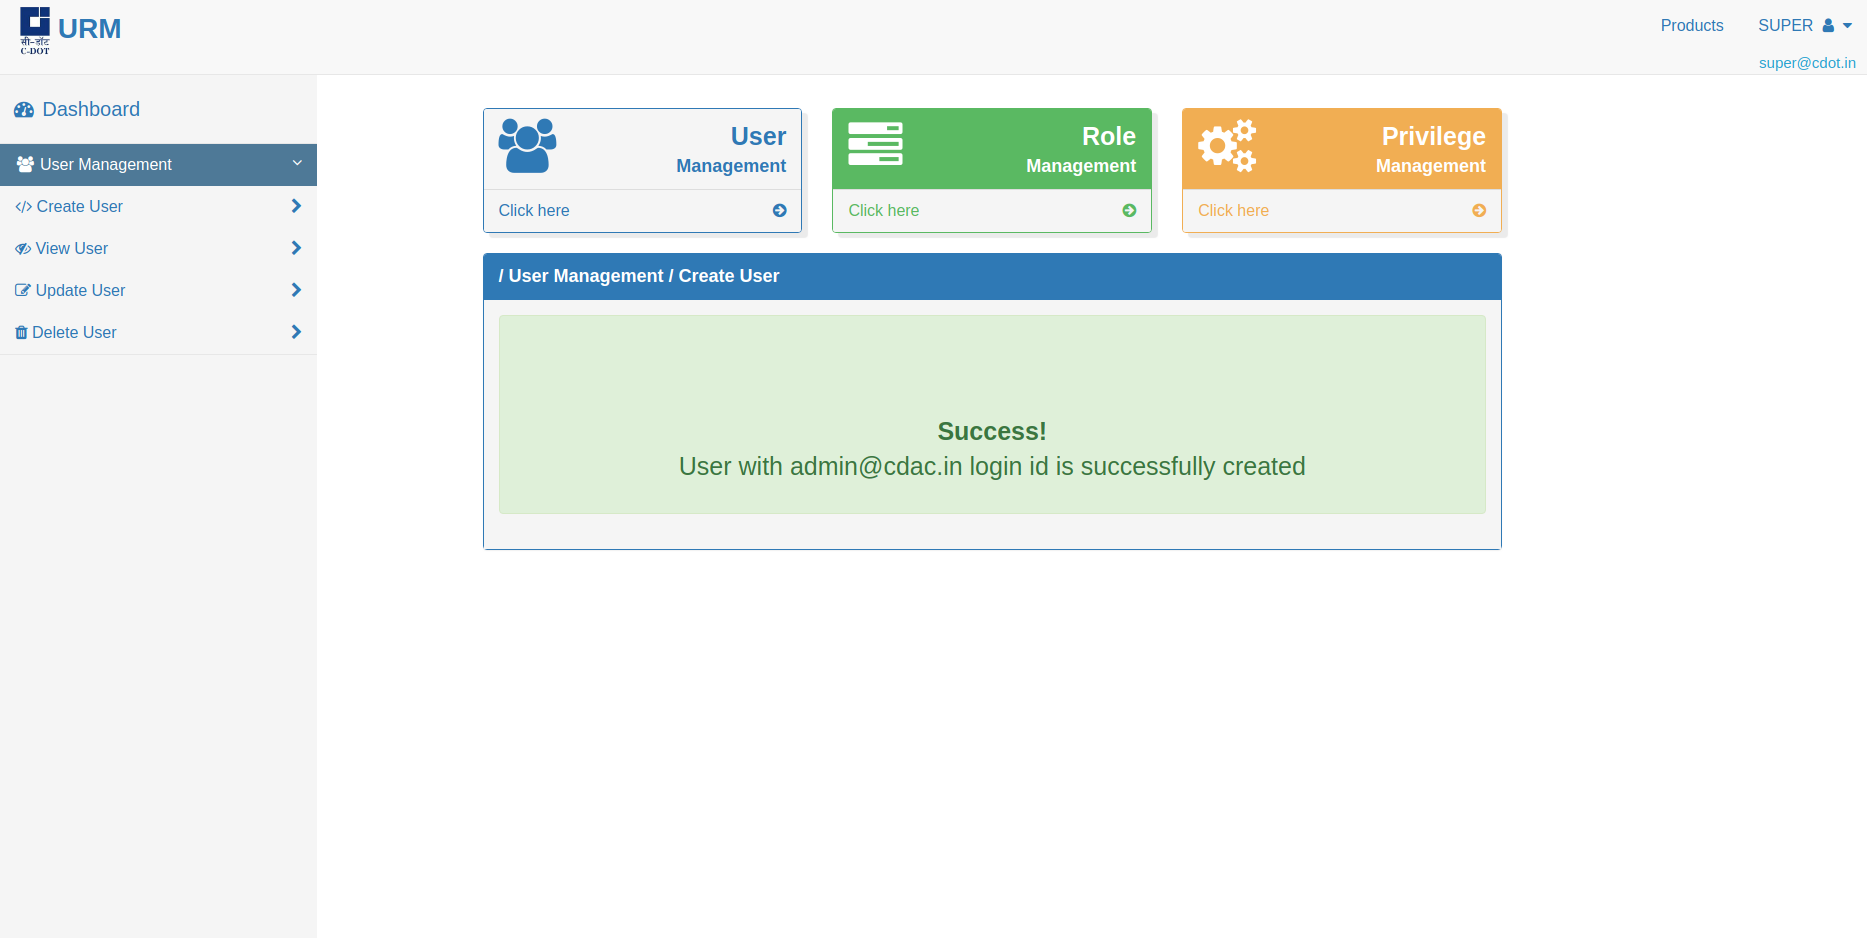 सी-डॉट
C-DOT
URM
Products
SUPER
super@cdot.in
Dashboard
User Management
Create User
View User
Update User
Delete User
User
Management
Click here
Role
Management
Click here
Privilege
Management
Click here
/ User Management / Create User
Success!
User with admin@cdac.in login id is successfully created